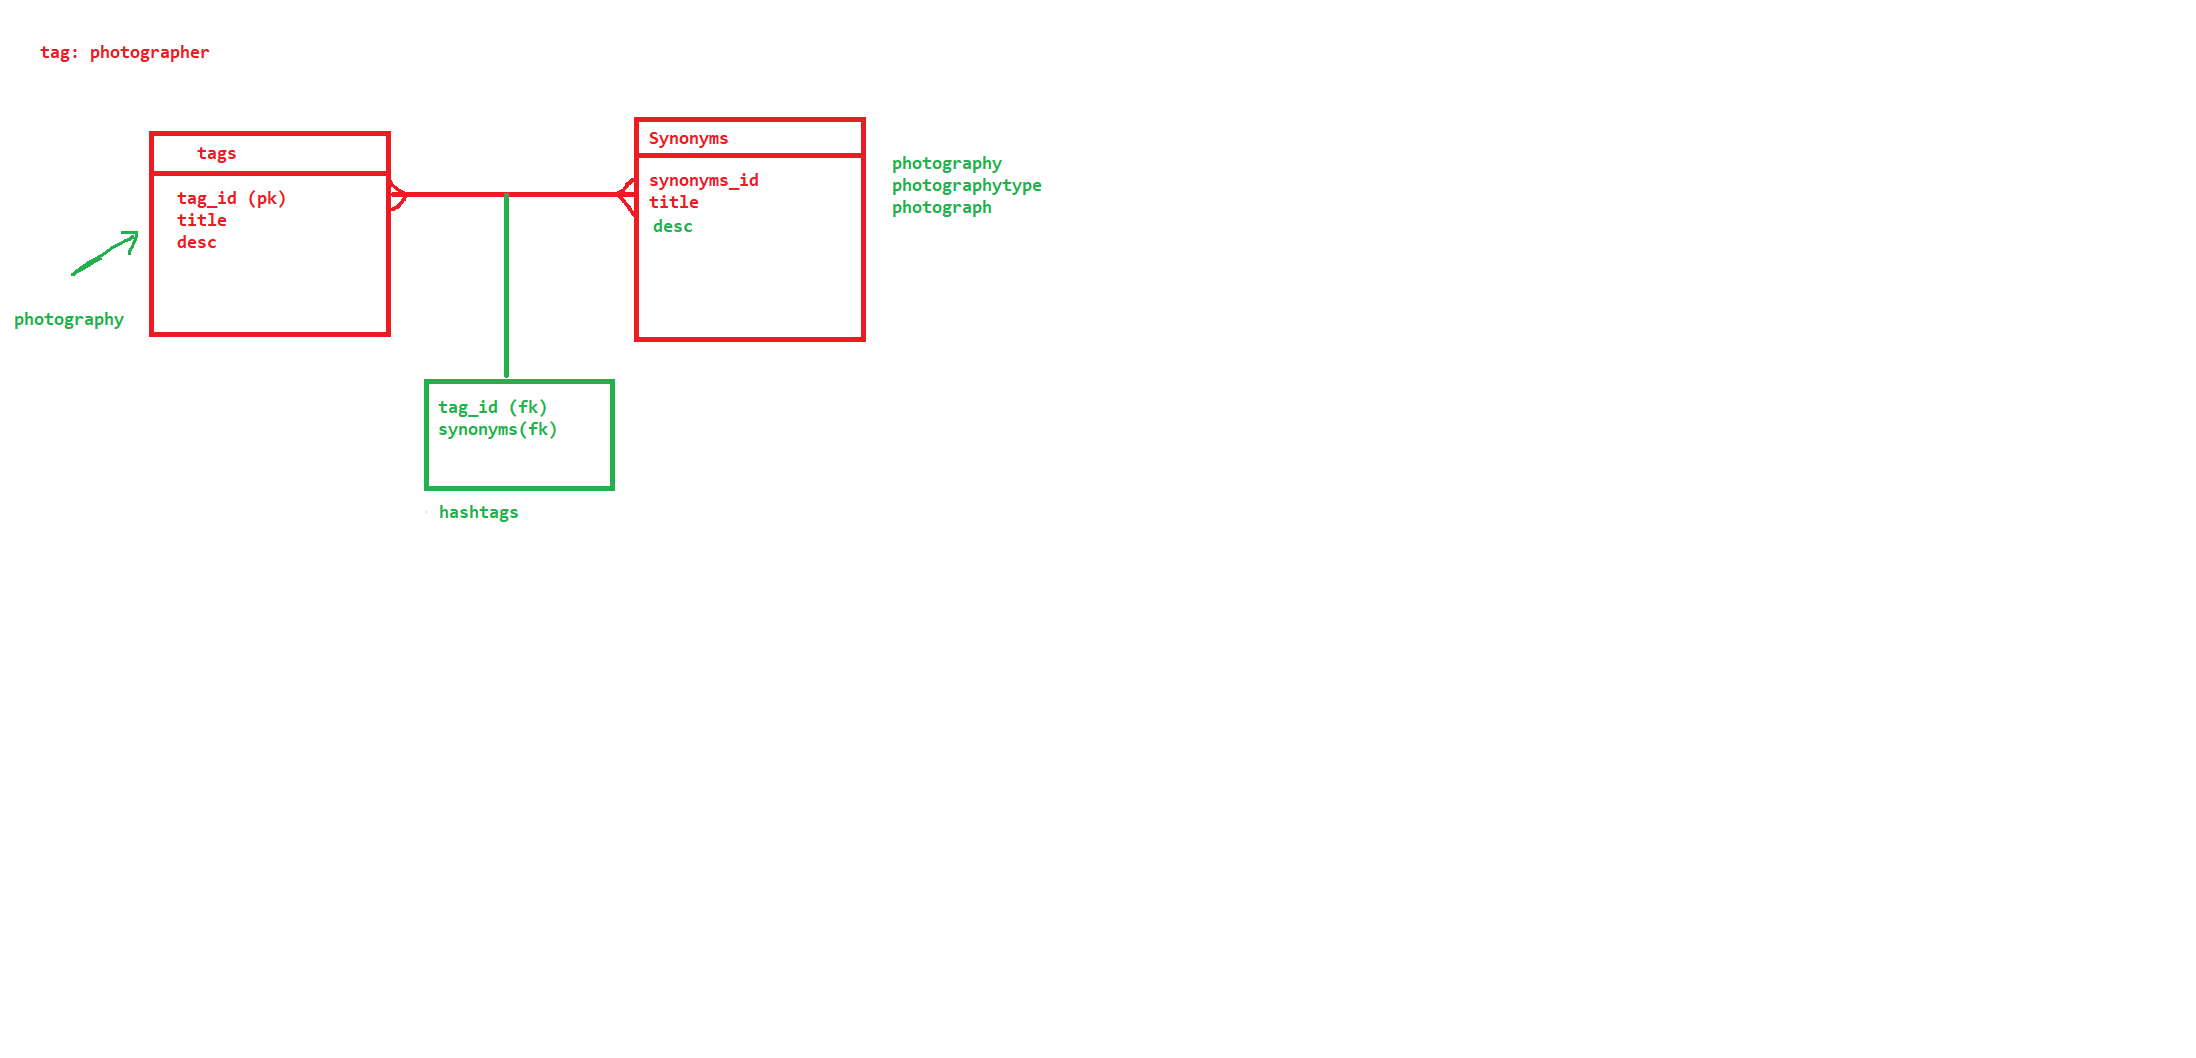 tag: photographer
tags
tag_id (pk)
title
desc
photography
Synonyms
synonyms_id
title
desc
photography
photographytype
photograph
tag_id (fk)
synonyms(fk)
hashtags